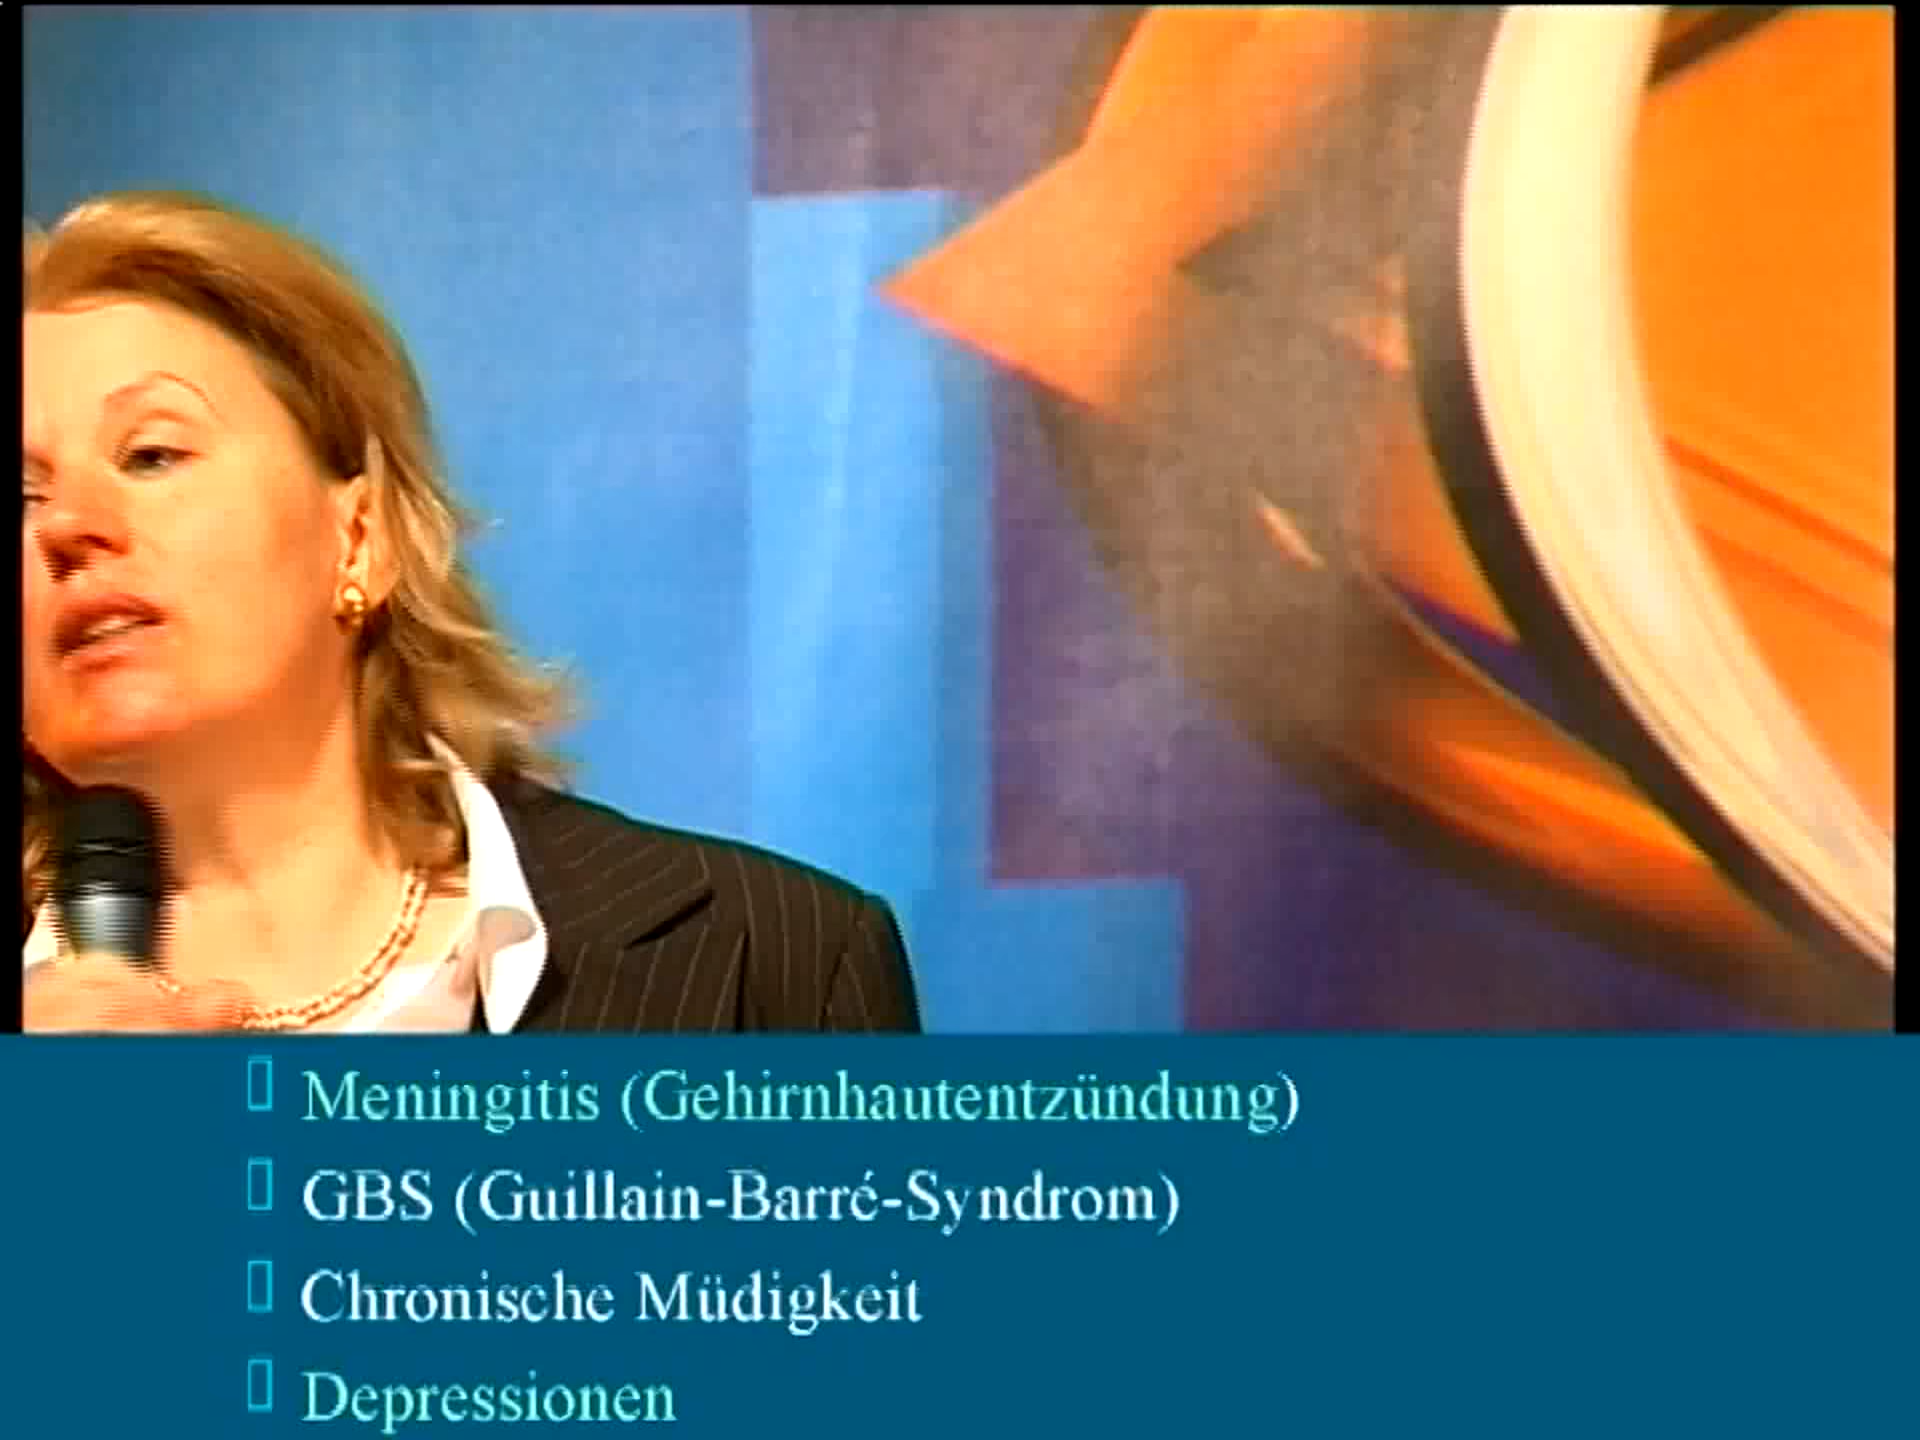 Meningitis (Gehirnhautentzündung)
GBS (Guillain-Barré-Syndrom)
Chronische Müdigkeit
Depressionen